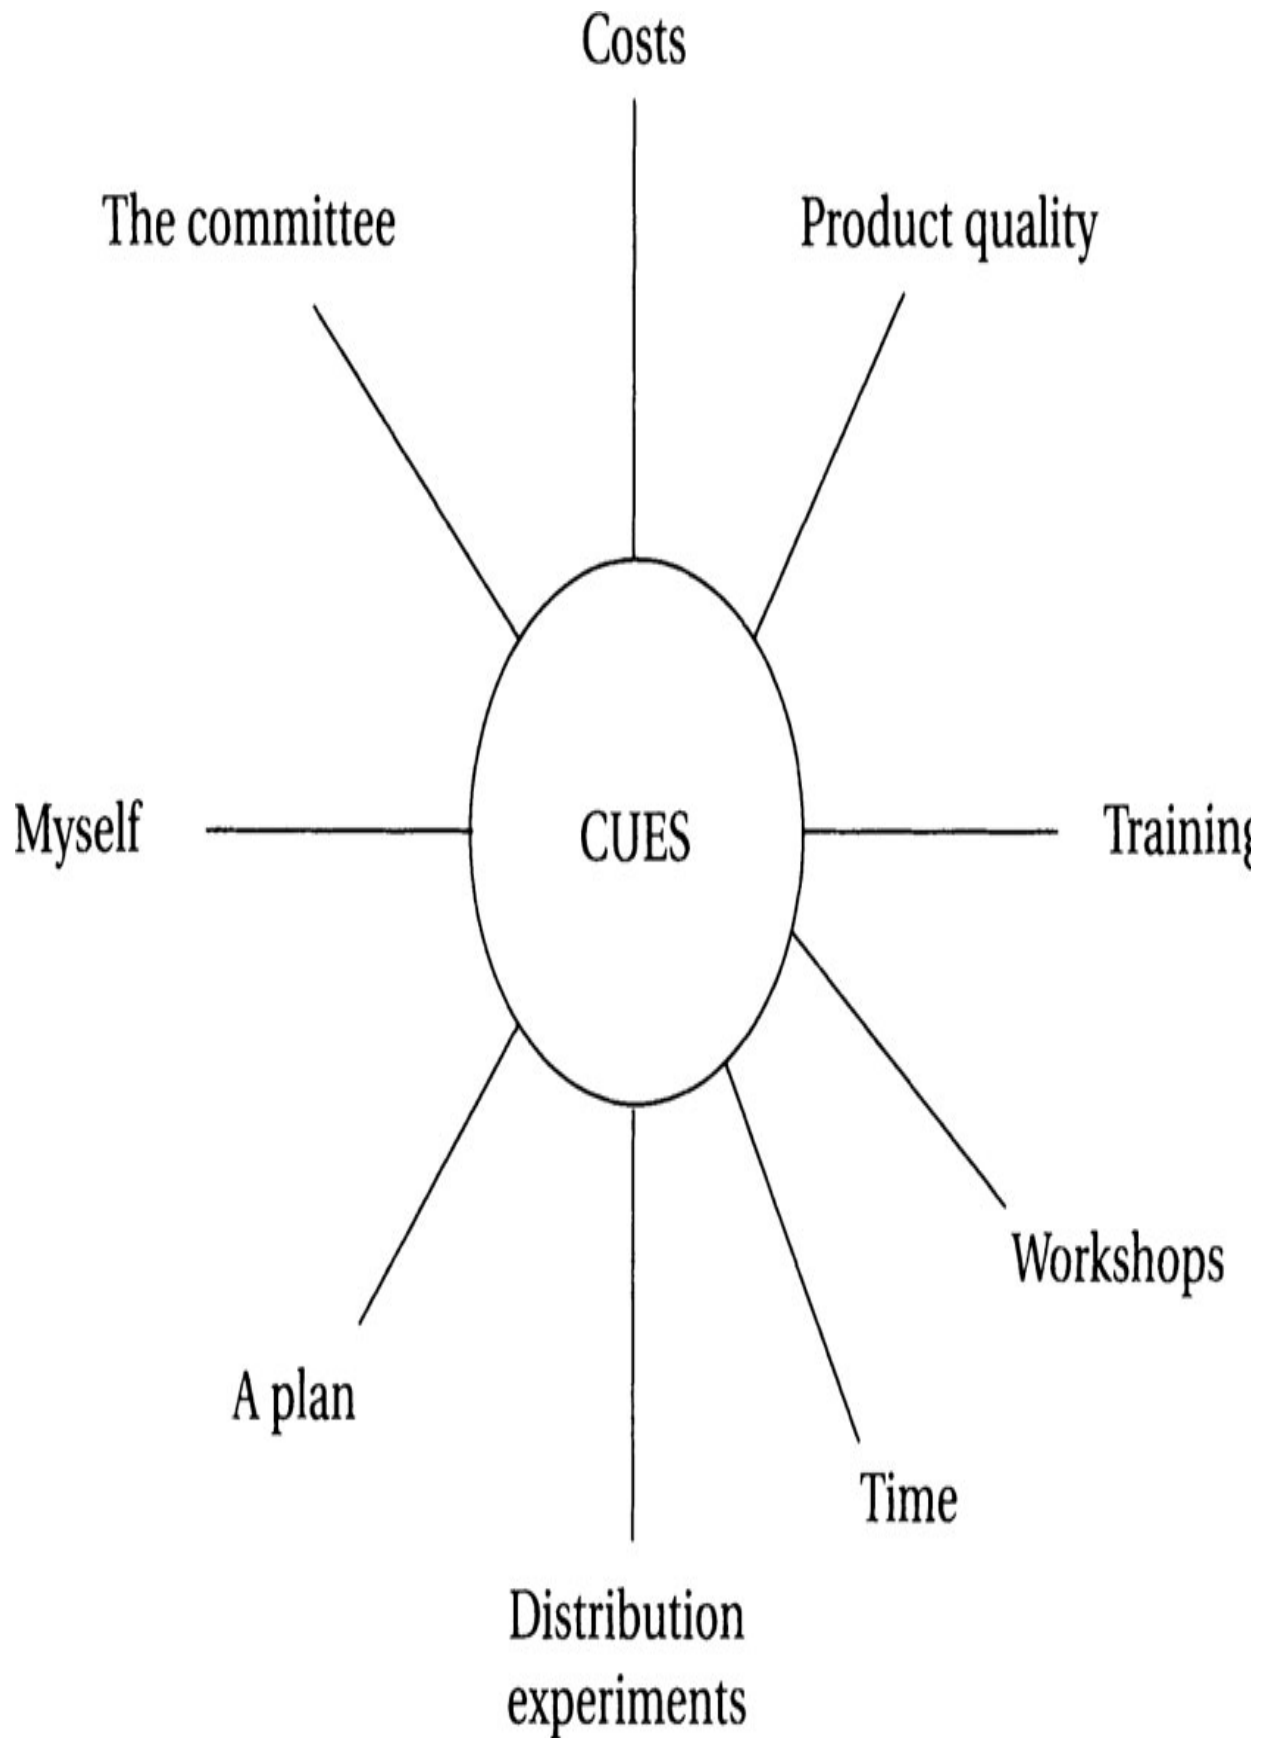 Costs
The committee
Product quality
Myself
CUES
Training
Workshops
A plan
Time
Distribution
experiments